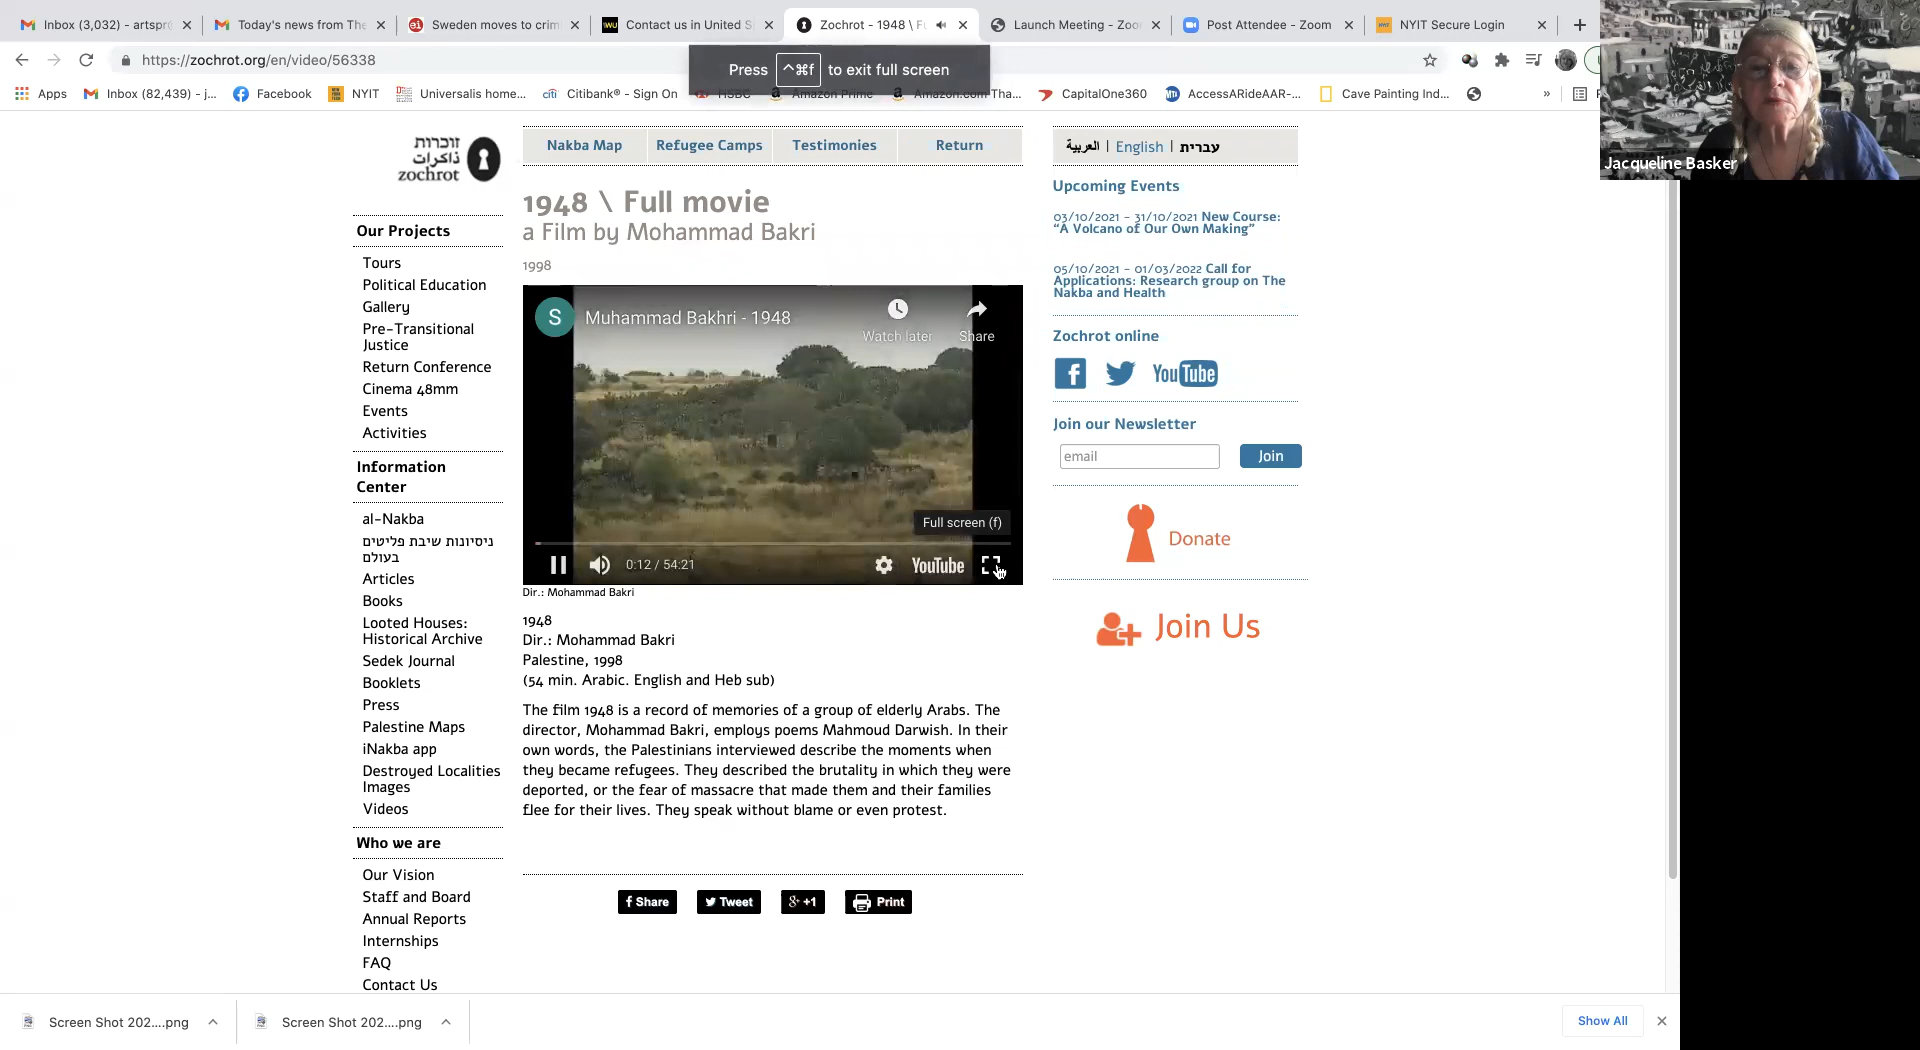 Inbox (3,032) - artspr
Today's news from The
Sweden moves to crim
Contact us in United S
Zochrot - 1948 \ F
Launch Meeting - Zoo
Post Attendee - Zoom
NYIT Secure Login
https://zochrot.org/en/video/56338
Press ^⌘f to exit full screen
Apps
Inbox (82,439) - j...
Facebook
NYIT
Universalis home...
Citibank® - Sign On
HSBC
Amazon Prime
Amazon.com Tha...
CapitalOne360
AccessARideAAR-...
Cave Painting Ind...
»
Jacqueline Basker
זוכרות
ذاكرات
zochrot
Nakba Map
Refugee Camps
Testimonies
Return
العربية | English | עברית
1948 \ Full movie
a Film by Mohammad Bakri
1998
S
Muhammad Bakhri - 1948
Watch later
Share
Full screen (f)
0:12 / 54:21
YouTube
Dir.: Mohammad Bakri
1948
Dir.: Mohammad Bakri
Palestine, 1998
(54 min. Arabic. English and Heb sub)
The film 1948 is a record of memories of a group of elderly Arabs. The
director, Mohammad Bakri, employs poems Mahmoud Darwish. In their
own words, the Palestinians interviewed describe the moments when
they became refugees. They described the brutality in which they were
deported, or the fear of massacre that made them and their families
flee for their lives. They speak without blame or even protest.
Share
Tweet
g+ +1
Print
Our Projects
Tours
Political Education
Gallery
Pre-Transitional
Justice
Return Conference
Cinema 48mm
Events
Activities
Information
Center
al-Nakba
ניסיונות שיבת פליטים
בעולם
Articles
Books
Looted Houses:
Historical Archive
Sedek Journal
Booklets
Press
Palestine Maps
iNakba app
Destroyed Localities
Images
Videos
Who we are
Our Vision
Staff and Board
Annual Reports
Internships
FAQ
Contact Us
Upcoming Events
03/10/2021 - 31/10/2021 New Course:
"A Volcano of Our Own Making"
05/10/2021 - 01/03/2022 Call for
Applications: Research group on The
Nakba and Health
Zochrot online
YouTube
Join our Newsletter
email
Join
Donate
Join Us
Screen Shot 202....png
Screen Shot 202....png
Show All